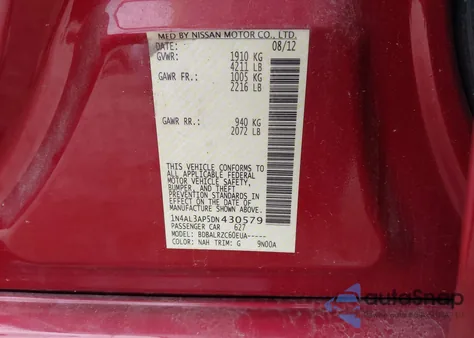 MFD BY NISSAN MOTOR CO., LTD.
DATE: 08/12
GVWR: 1910 KG
4211 LB
GAWR FR.: 1005 KG
2216 LB
GAWR RR.: 940 KG
2072 LB
THIS VEHICLE CONFORMS TO
ALL APPLICABLE FEDERAL
MOTOR VEHICLE SAFETY,
BUMPER, AND THEFT
PREVENTION STANDARDS IN
EFFECT ON THE DATE OF
MANUFACTURE SHOWN ABOVE.
1N4AL3AP5DN430579
PASSENGER CAR 627
MODEL: BDBALRZC60EUA-----
COLOR: NAH TRIM: G 9N00A
autoSnap